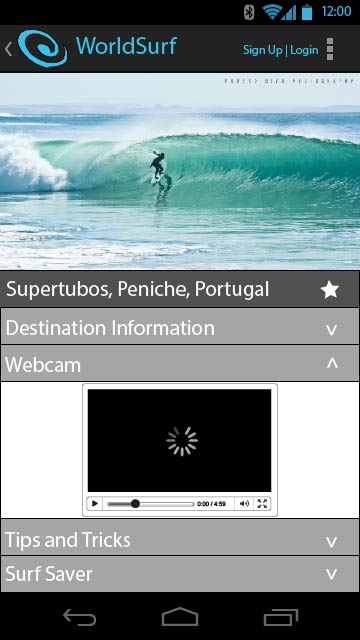 12:00
WorldSurf
Sign Up | Login
Supertubos, Peniche, Portugal
Destination Information
Webcam
0:00 / 4:59
Tips and Tricks
Surf Saver